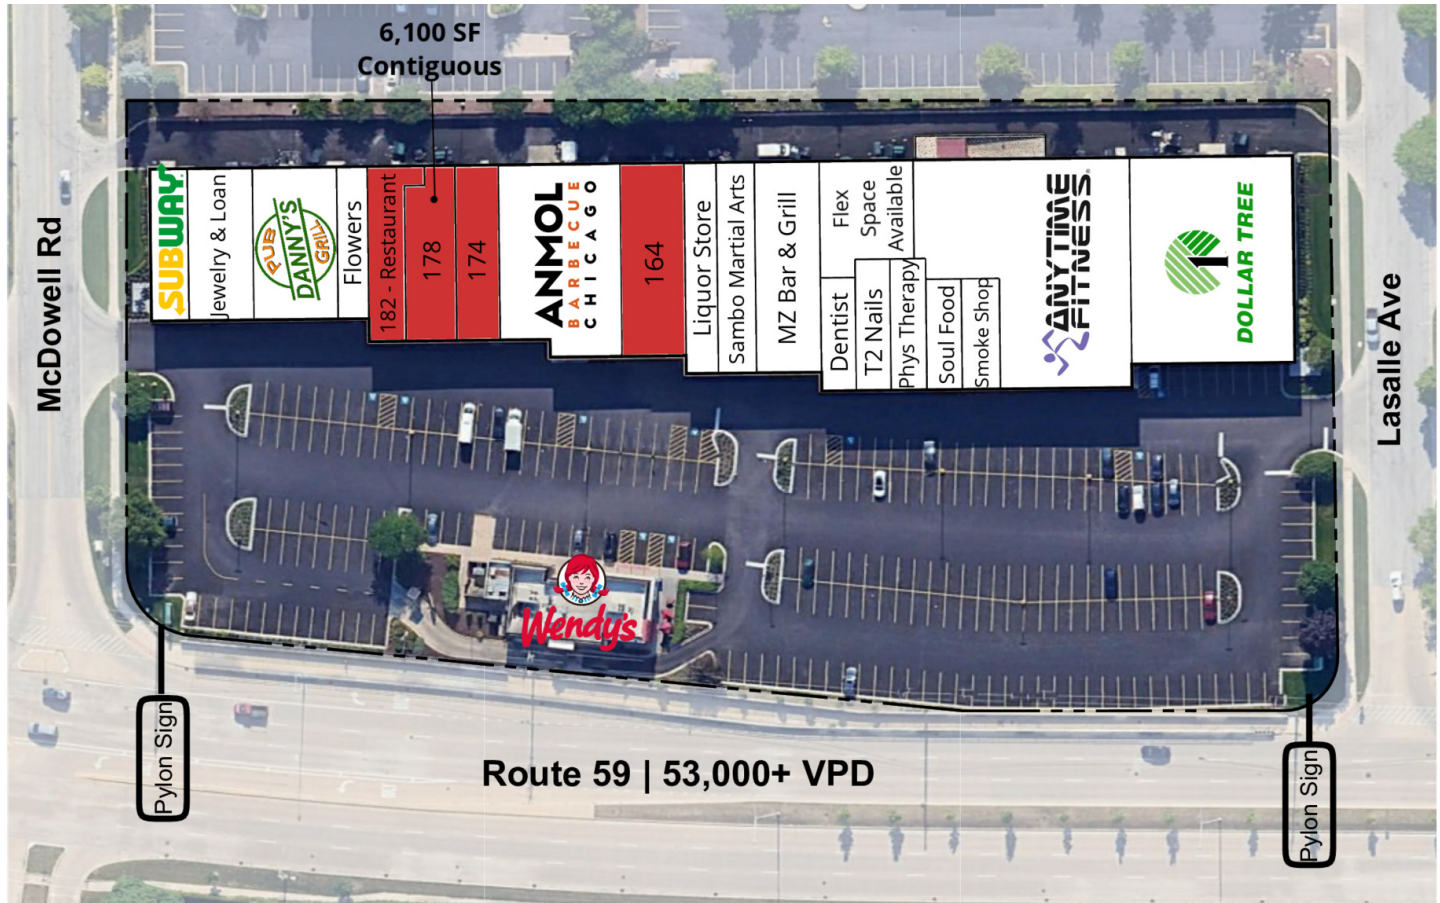 6,100 SF
Contiguous
McDowell Rd
SUBWAY
Jewelry & Loan
DANNY'S
PUB
GRILL
Flowers
182 - Restaurant
178
174
ANMOL
BARBECUE
CHICAGO
164
Liquor Store
Sambo Martial Arts
MZ Bar & Grill
Flex
Space
Available
Dentist
T2 Nails
Phys Therapy
Soul Food
Smoke Shop
ANYTIME
FITNESS
1
DOLLAR TREE
Lasalle Ave
Wendy's
Pylon Sign
Route 59 | 53,000+ VPD
Pylon Sign